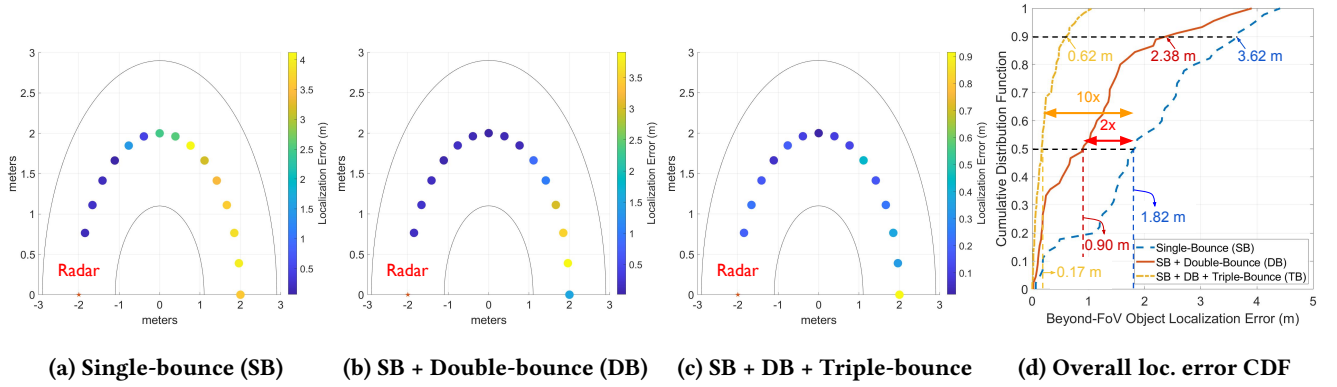 3
2.5
2
1.5
1
0.5
0
-3
-2
-1
0
1
2
3
meters
meters
Radar
4
3.5
3
2.5
2
1.5
1
0.5
Localization Error (m)
(a) Single-bounce (SB)
3
2.5
2
1.5
1
0.5
0
-3
-2
-1
0
1
2
3
meters
meters
Radar
3.5
3
2.5
2
1.5
1
0.5
Localization Error (m)
(b) SB + Double-bounce (DB)
3
2.5
2
1.5
1
0.5
0
-3
-2
-1
0
1
2
3
meters
meters
Radar
0.9
0.8
0.7
0.6
0.5
0.4
0.3
0.2
0.1
Localization Error (m)
(c) SB + DB + Triple-bounce
1
0.9
0.8
0.7
0.6
0.5
0.4
0.3
0.2
0.1
0
Cumulative Distribution Function
0.62 m
2.38 m
3.62 m
10x
2x
1.82 m
0.90 m
0.17 m
Single-Bounce (SB)
SB + Double-Bounce (DB)
SB + DB + Triple-Bounce (TB)
0
1
2
3
4
5
Beyond-FoV Object Localization Error (m)
(d) Overall loc. error CDF